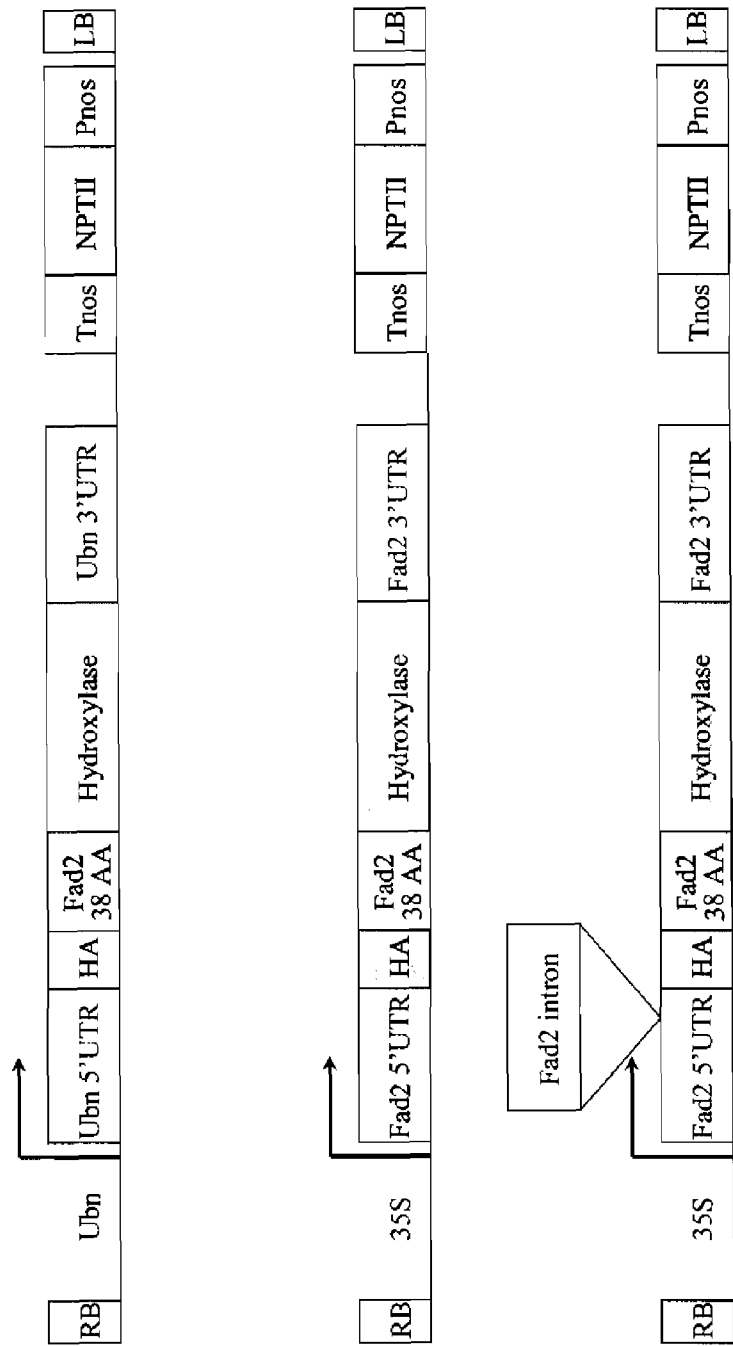 RB
Ubn
Ubn 5’UTR
HA
Fad2
38 AA
Hydroxylase
Ubn 3’UTR
Tnos
NPTII
Pnos
LB
RB
35S
Fad2 5’UTR
HA
Fad2
38 AA
Hydroxylase
Fad2 3’UTR
Tnos
NPTII
Pnos
LB
Fad2 intron
RB
35S
Fad2 5’UTR
HA
Fad2
38 AA
Hydroxylase
Fad2 3’UTR
Tnos
NPTII
Pnos
LB